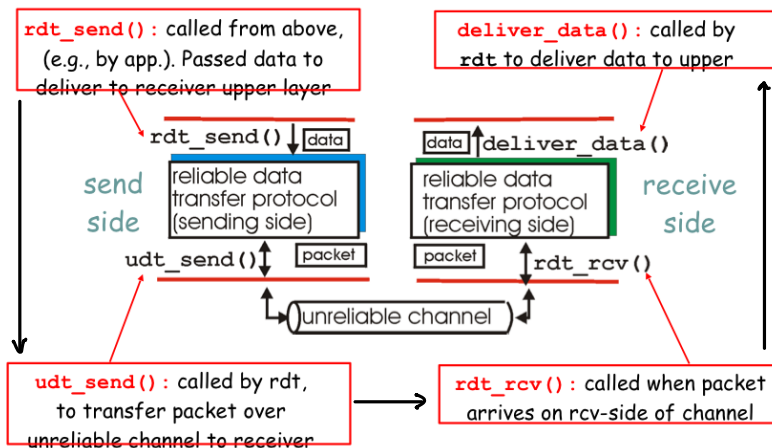 rdt_send(): called from above,
(e.g., by app.). Passed data to
deliver to receiver upper layer
deliver_data(): called by
rdt to deliver data to upper
rdt_send()
data
data
deliver_data()
send
side
reliable data
transfer protocol
(sending side)
reliable data
transfer protocol
(receiving side)
receive
side
udt_send()
packet
packet
rdt_rcv()
unreliable channel
udt_send(): called by rdt,
to transfer packet over
unreliable channel to receiver
rdt_rcv(): called when packet
arrives on rcv-side of channel